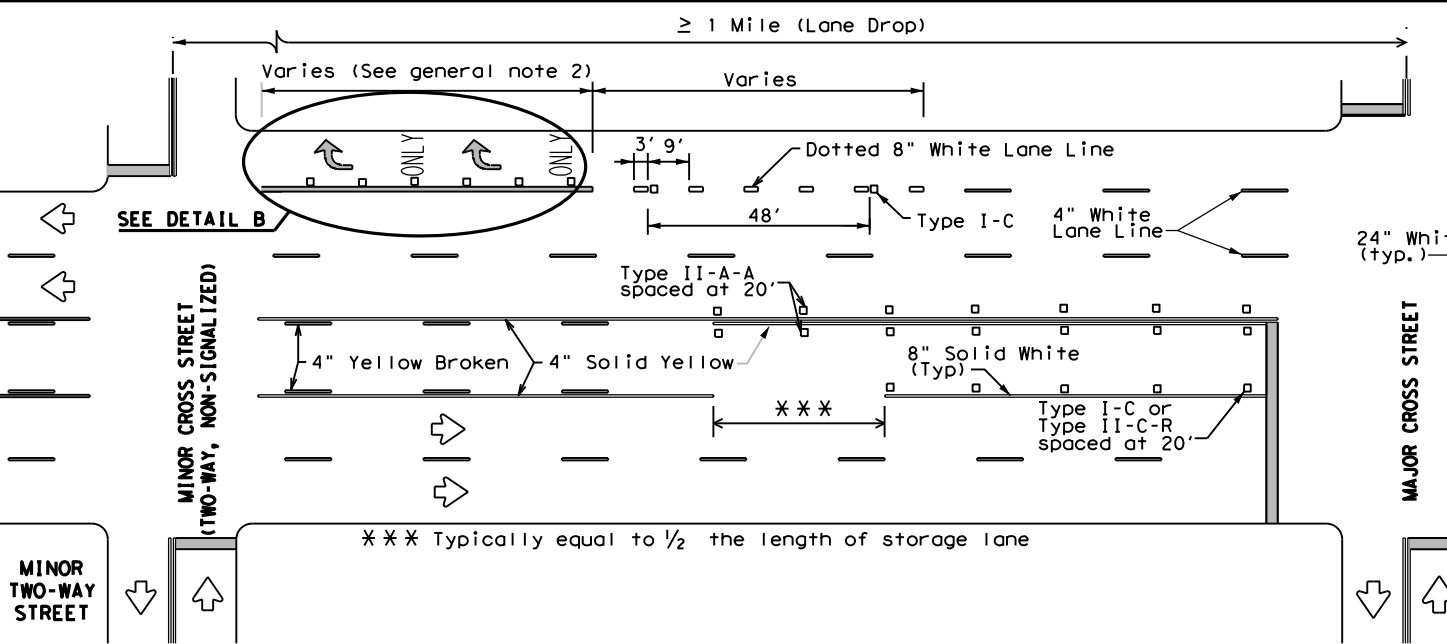 ≥ 1 Mile (Lane Drop)
Varies (See general note 2)
Varies
ONLY
ONLY
3' 9'
Dotted 8" White Lane Line
SEE DETAIL B
48'
Type I-C
4" White
Lane Line
24" Whi
(typ.)
Type II-A-A
spaced at 20'
MINOR CROSS STREET
(TWO-WAY, NON-SIGNALIZED)
4" Yellow Broken
4" Solid Yellow
8" Solid White
(Typ)
***
Type I-C or
Type II-C-R
spaced at 20'
MAJOR CROSS STREET
*** Typically equal to ½ the length of storage lane
MINOR
TWO-WAY
STREET